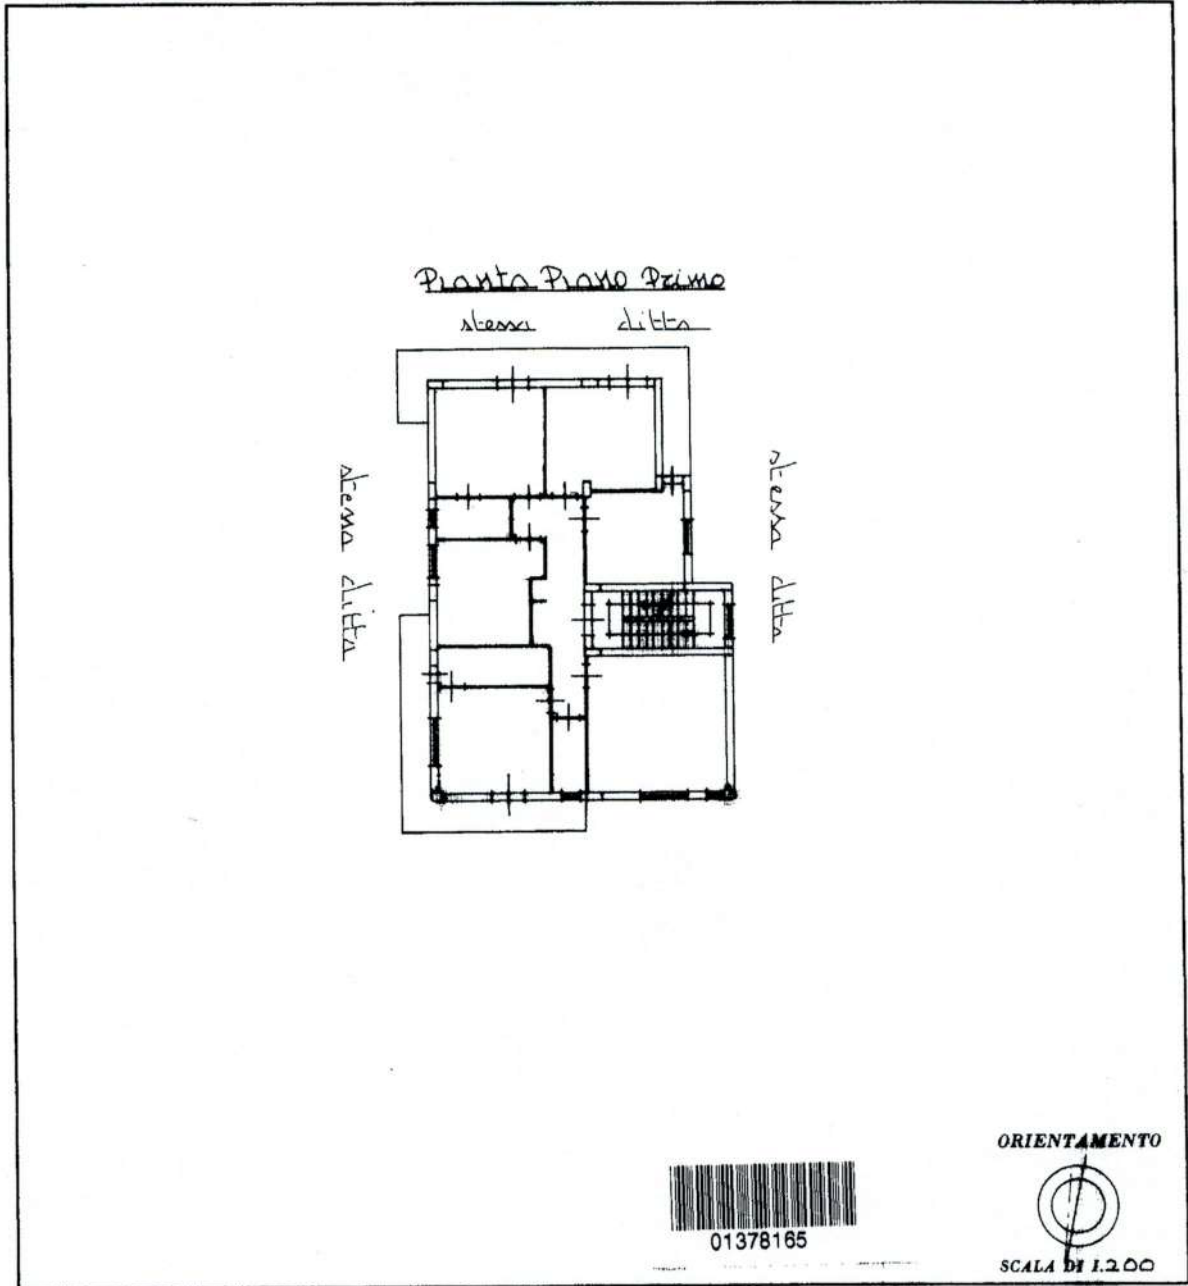 Pianta Piano Primo
stessa ditta
stessa ditta
stessa ditta
ORIENTAMENTO
01378165
SCALA DI 1.200